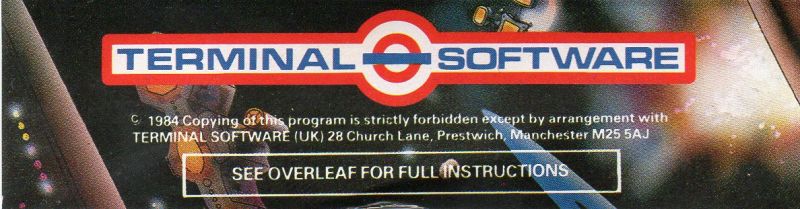 TERMINAL SOFTWARE
© 1984 Copying of this program is strictly forbidden except by arrangement with
TERMINAL SOFTWARE (UK) 28 Church Lane, Prestwich, Manchester M25 5AJ
SEE OVERLEAF FOR FULL INSTRUCTIONS